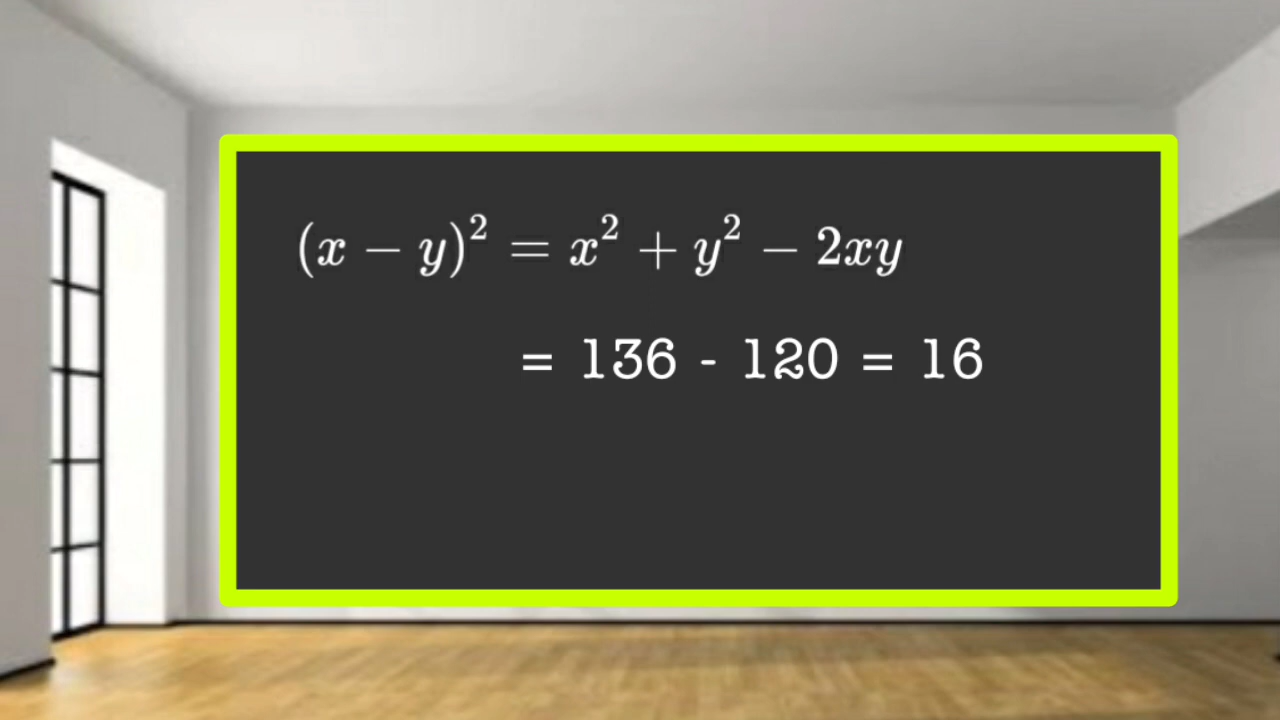 (x − y)² = x² + y² − 2xy
= 136 - 120 = 16